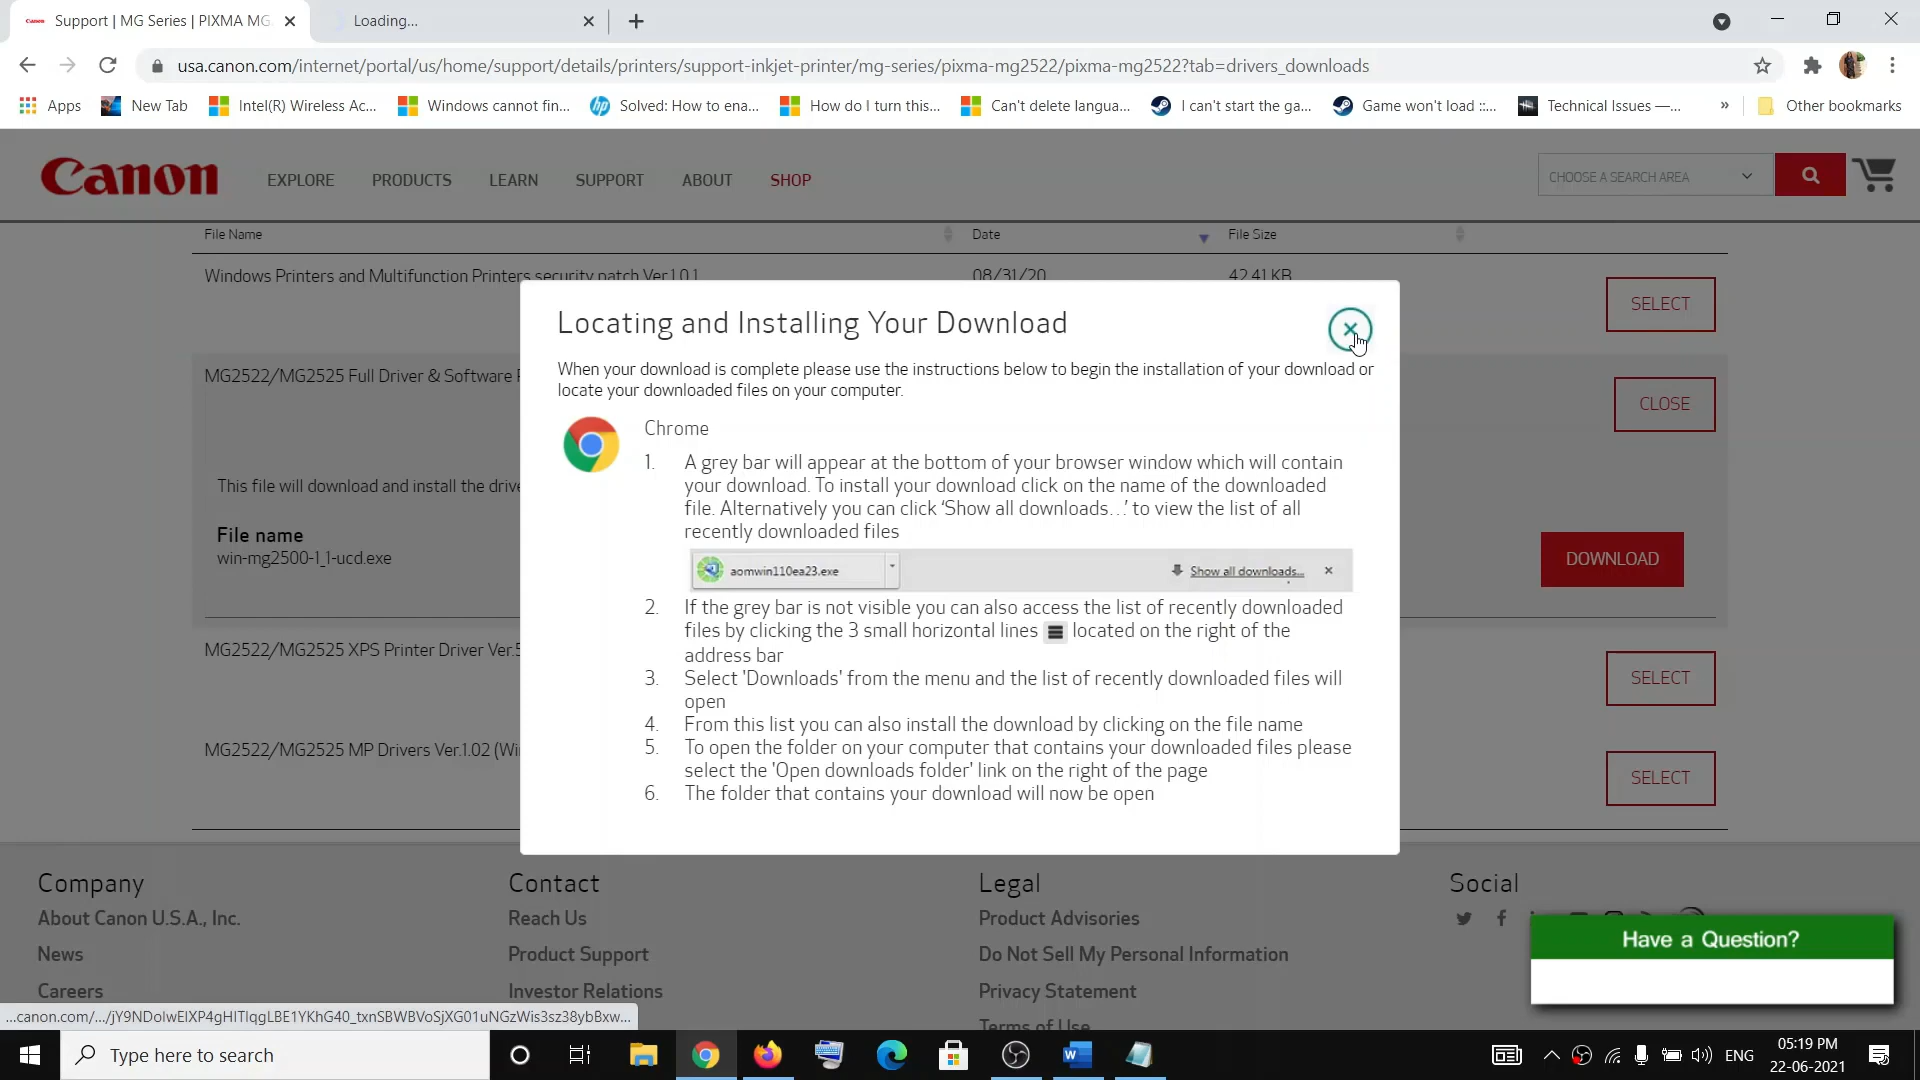 Canon Support | MG Series | PIXMA MG
Loading...
usa.canon.com/internet/portal/us/home/support/details/printers/support-inkjet-printer/mg-series/pixma-mg2522/pixma-mg2522?tab=drivers_downloads
Apps New Tab Intel(R) Wireless Ac... Windows cannot fin... hp Solved: How to ena... How do I turn this... Can't delete langua... I can't start the ga... Game won't load ::... Technical Issues —... » Other bookmarks
Canon EXPLORE PRODUCTS LEARN SUPPORT ABOUT SHOP CHOOSE A SEARCH AREA
File Name Date File Size
Windows Printers and Multifunction Printers security patch Ver.1.0.1 08/31/20 42.41 KB
SELECT
Locating and Installing Your Download
When your download is complete please use the instructions below to begin the installation of your download or
locate your downloaded files on your computer.
MG2522/MG2525 Full Driver & Software
CLOSE
Chrome
1. A grey bar will appear at the bottom of your browser window which will contain
your download. To install your download click on the name of the downloaded
file. Alternatively you can click ‘Show all downloads...’ to view the list of all
recently downloaded files
This file will download and install the drive
File name
win-mg2500-1_1-ucd.exe
DOWNLOAD
aomwin110ea23.exe Show all downloads...
2. If the grey bar is not visible you can also access the list of recently downloaded
files by clicking the 3 small horizontal lines located on the right of the
address bar
3. Select 'Downloads' from the menu and the list of recently downloaded files will
open
4. From this list you can also install the download by clicking on the file name
5. To open the folder on your computer that contains your downloaded files please
select the 'Open downloads folder' link on the right of the page
6. The folder that contains your download will now be open
MG2522/MG2525 XPS Printer Driver Ver.5
SELECT
MG2522/MG2525 MP Drivers Ver.1.02 (Wi
SELECT
Company Contact Legal Social
About Canon U.S.A., Inc. Reach Us Product Advisories
News Product Support Do Not Sell My Personal Information
Careers Investor Relations Privacy Statement
Terms of Use
Have a Question?
Type here to search
ENG
05:19 PM
22-06-2021